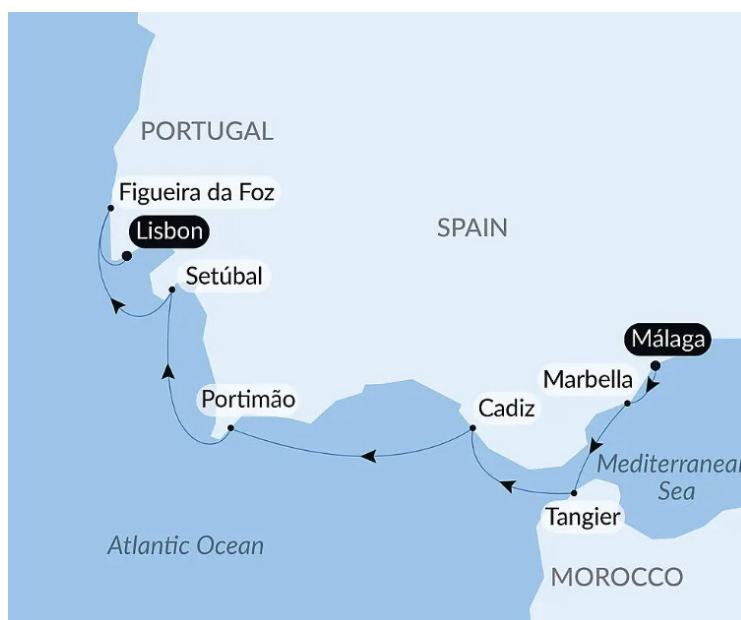 PORTUGAL
Figueira da Foz
Lisbon
SPAIN
Setúbal
Málaga
Marbella
Portimão
Cadiz
Mediterranean
Sea
Tangier
Atlantic Ocean
MOROCCO